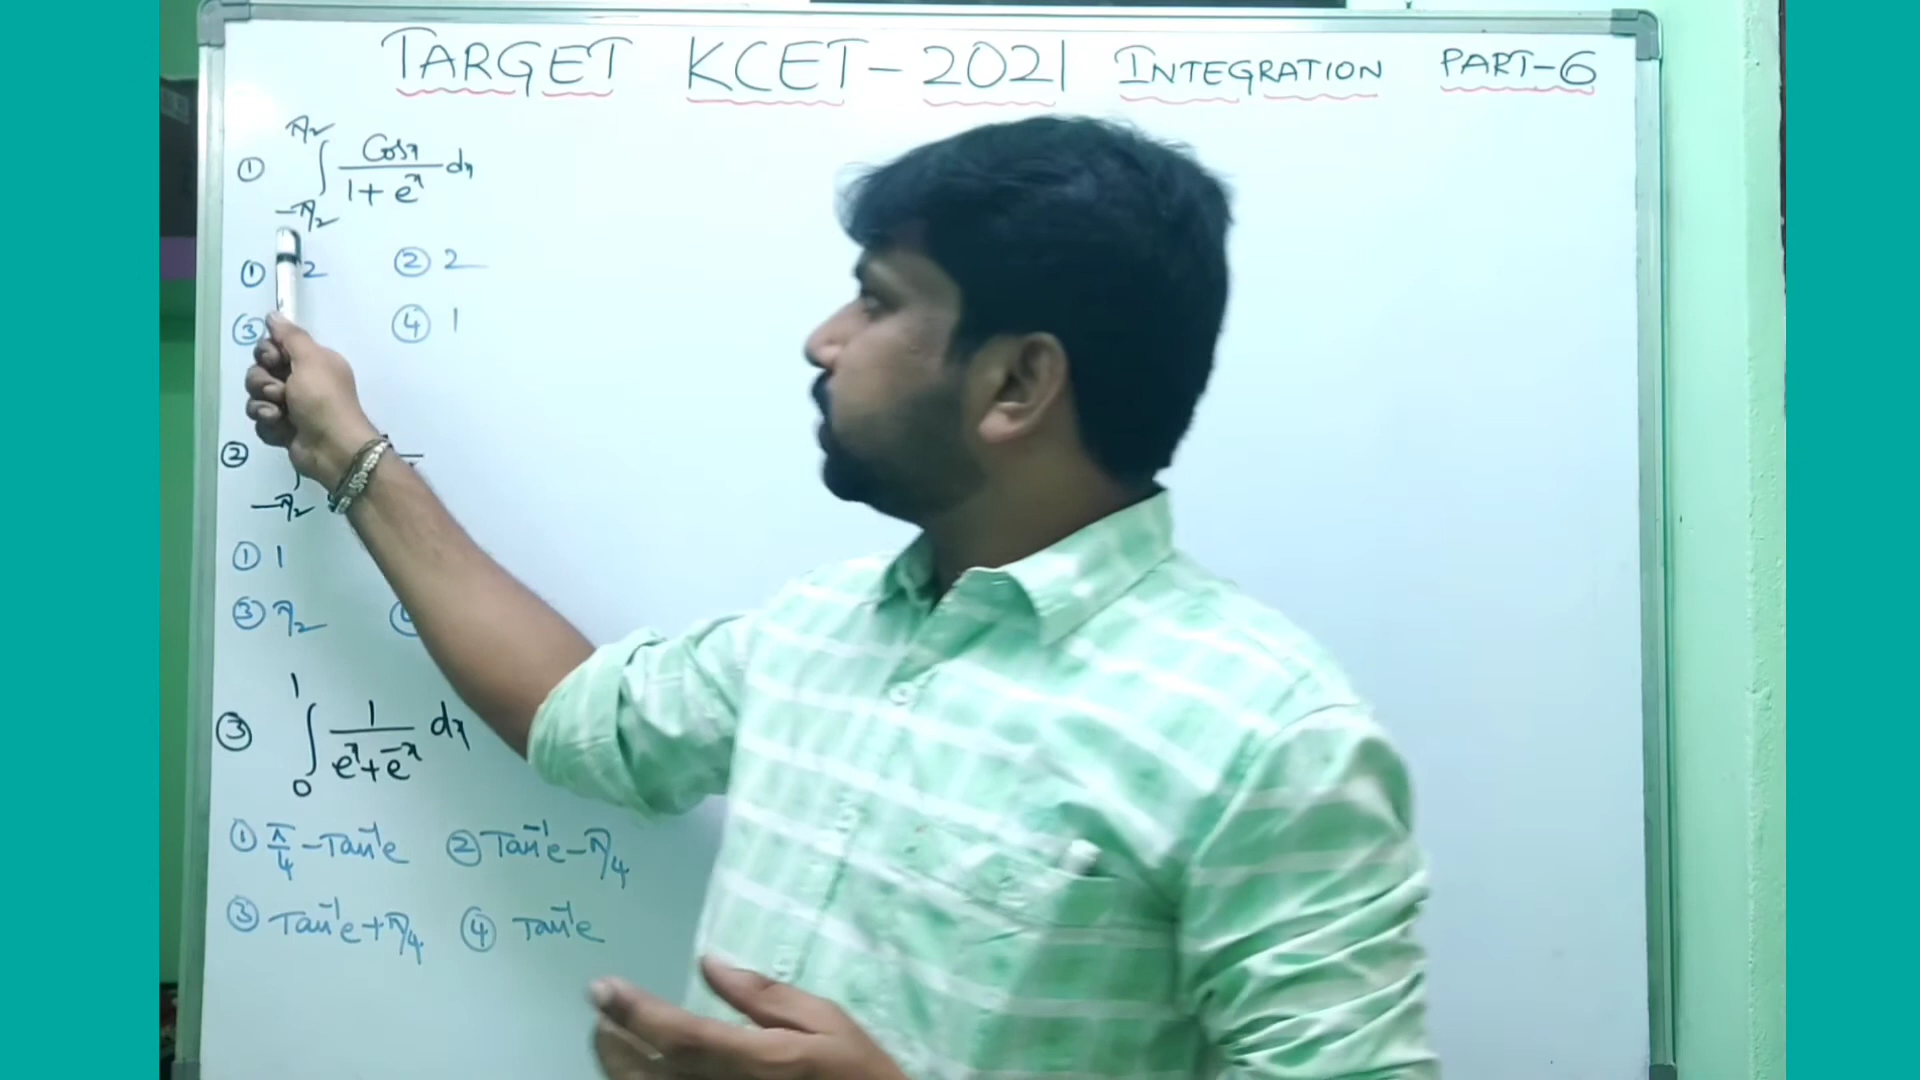 TARGET KCET-2021 INTEGRATION PART-6
① ∫_{-π/2}^{π/2} Cosx/(1+e^x) dx
① 2 ② 2
③ ④ 1
② -π/2
① 1
③ π/2
③ ∫_0^1 1/(e^x+e^-x) dx
① π/4 - Tan^-1e ② Tan^-1e - π/4
③ Tan^-1e + π/4 ④ Tan^-1e